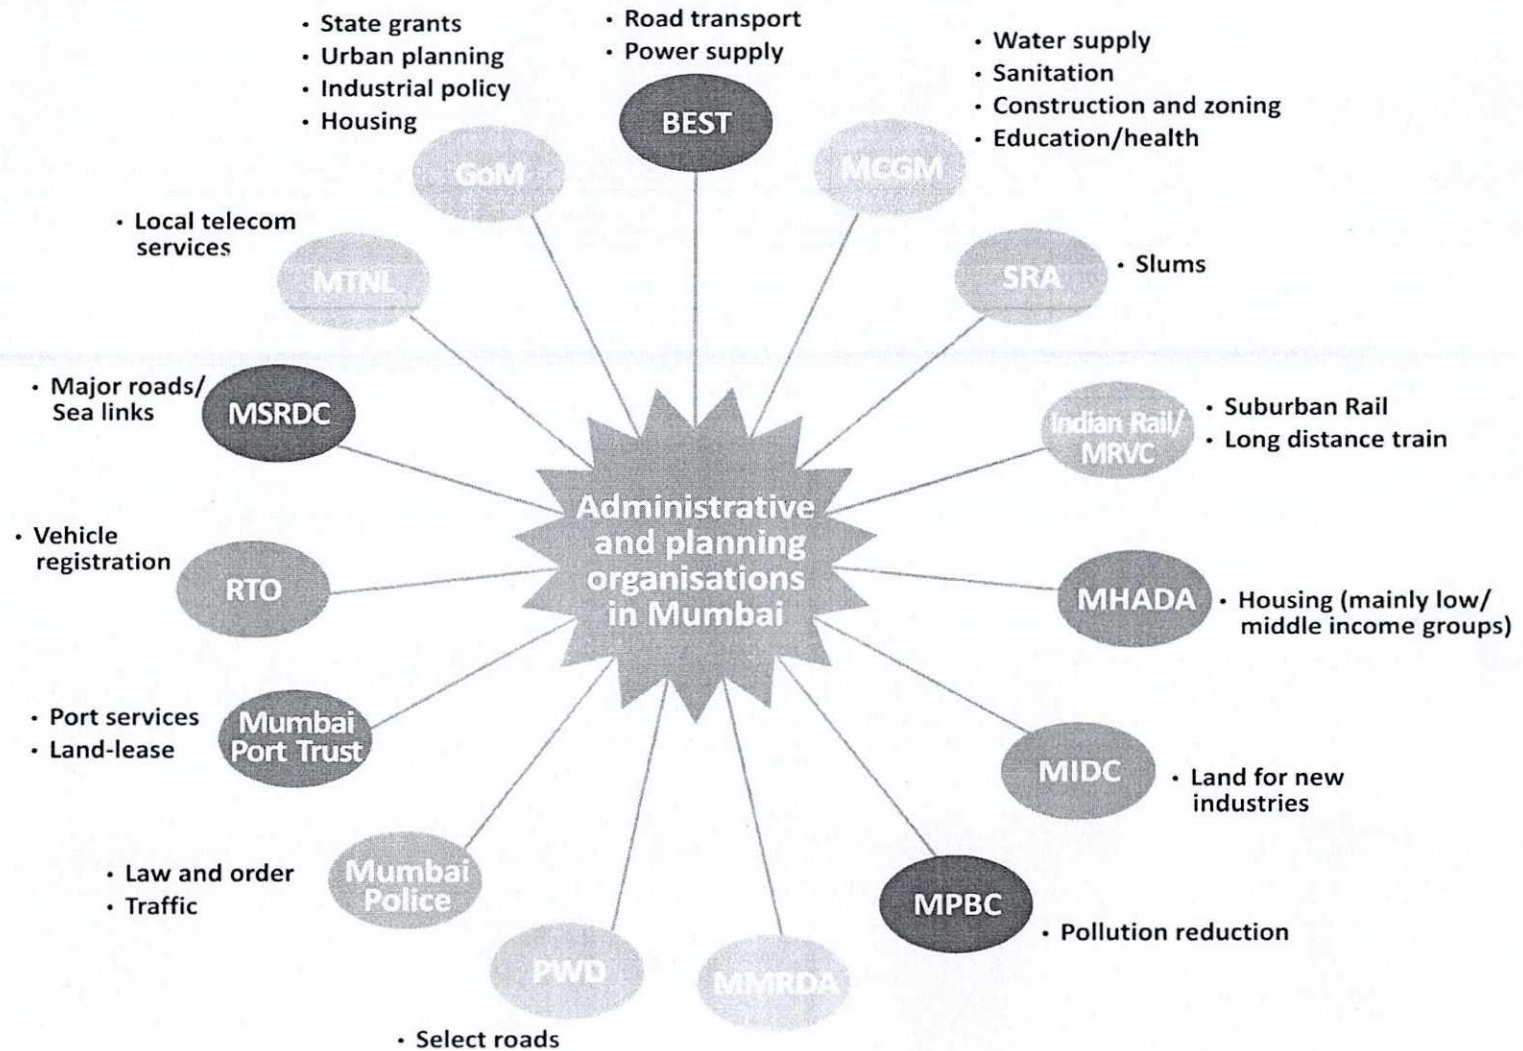 • State grants
• Urban planning
• Industrial policy
• Housing
GoM
• Road transport
• Power supply
BEST
• Water supply
• Sanitation
• Construction and zoning
• Education/health
MCGM
• Local telecom
services
MTNL
SRA
• Slums
• Major roads/
Sea links
MSRDC
Indian Rail/
MRVC
• Suburban Rail
• Long distance train
Administrative
and planning
organisations
in Mumbai
• Vehicle
registration
RTO
MHADA
• Housing (mainly low/
middle income groups)
• Port services
• Land-lease
Mumbai
Port Trust
MIDC
• Land for new
industries
• Law and order
• Traffic
Mumbai
Police
MPBC
• Pollution reduction
PWD
• Select roads
MMRDA